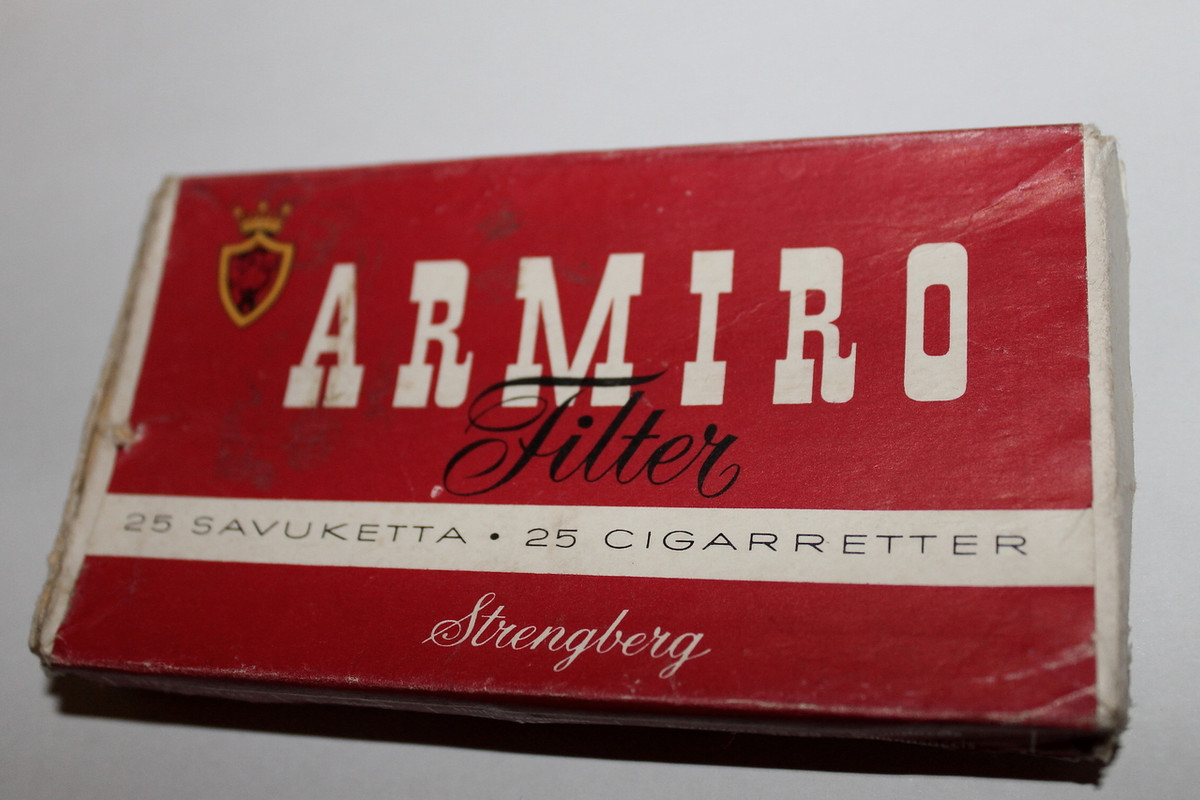 ARMIRO
Filter
25 SAVUKETTA • 25 CIGARRETTER
Strengberg